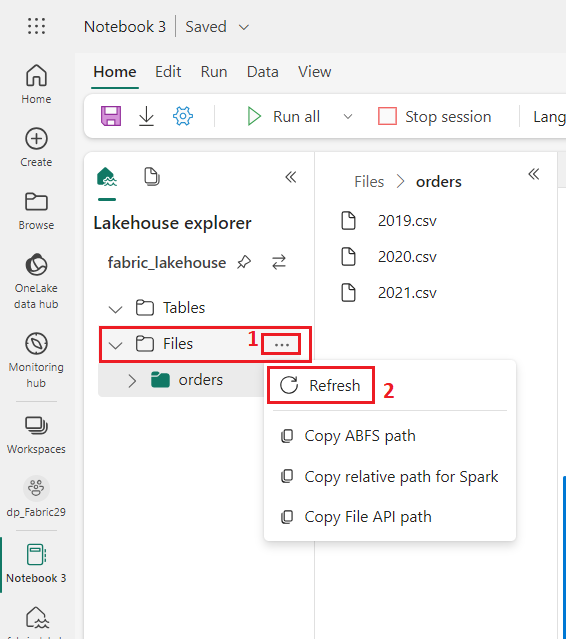 Notebook 3 | Saved
Home
Create
Browse
OneLake
data hub
Monitoring
hub
Workspaces
dp_Fabric29
Notebook 3
Home Edit Run Data View
Run all Stop session Lang
Lakehouse explorer
fabric_lakehouse
Tables
Files 1 ...
orders
Refresh 2
Copy ABFS path
Copy relative path for Spark
Copy File API path
Files > orders
2019.csv
2020.csv
2021.csv